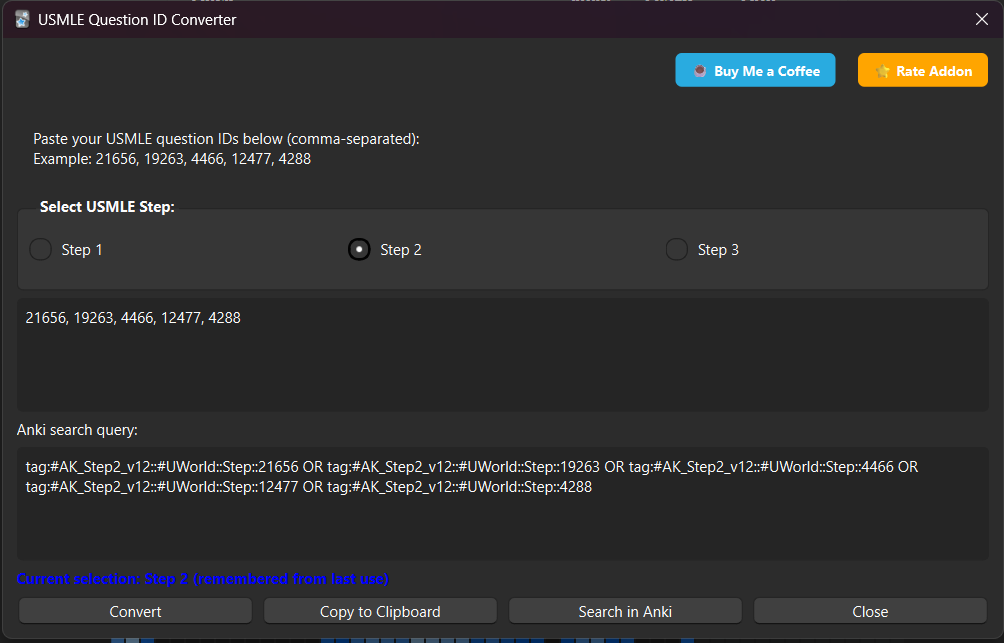 USMLE Question ID Converter
Buy Me a Coffee
Rate Addon
Paste your USMLE question IDs below (comma-separated):
Example: 21656, 19263, 4466, 12477, 4288
Select USMLE Step:
Step 1
Step 2
Step 3
21656, 19263, 4466, 12477, 4288
Anki search query:
tag:#AK_Step2_v12::#UWorld::Step::21656 OR tag:#AK_Step2_v12::#UWorld::Step::19263 OR tag:#AK_Step2_v12::#UWorld::Step::4466 OR
tag:#AK_Step2_v12::#UWorld::Step::12477 OR tag:#AK_Step2_v12::#UWorld::Step::4288
Current selection: Step 2 (remembered from last use)
Convert
Copy to Clipboard
Search in Anki
Close